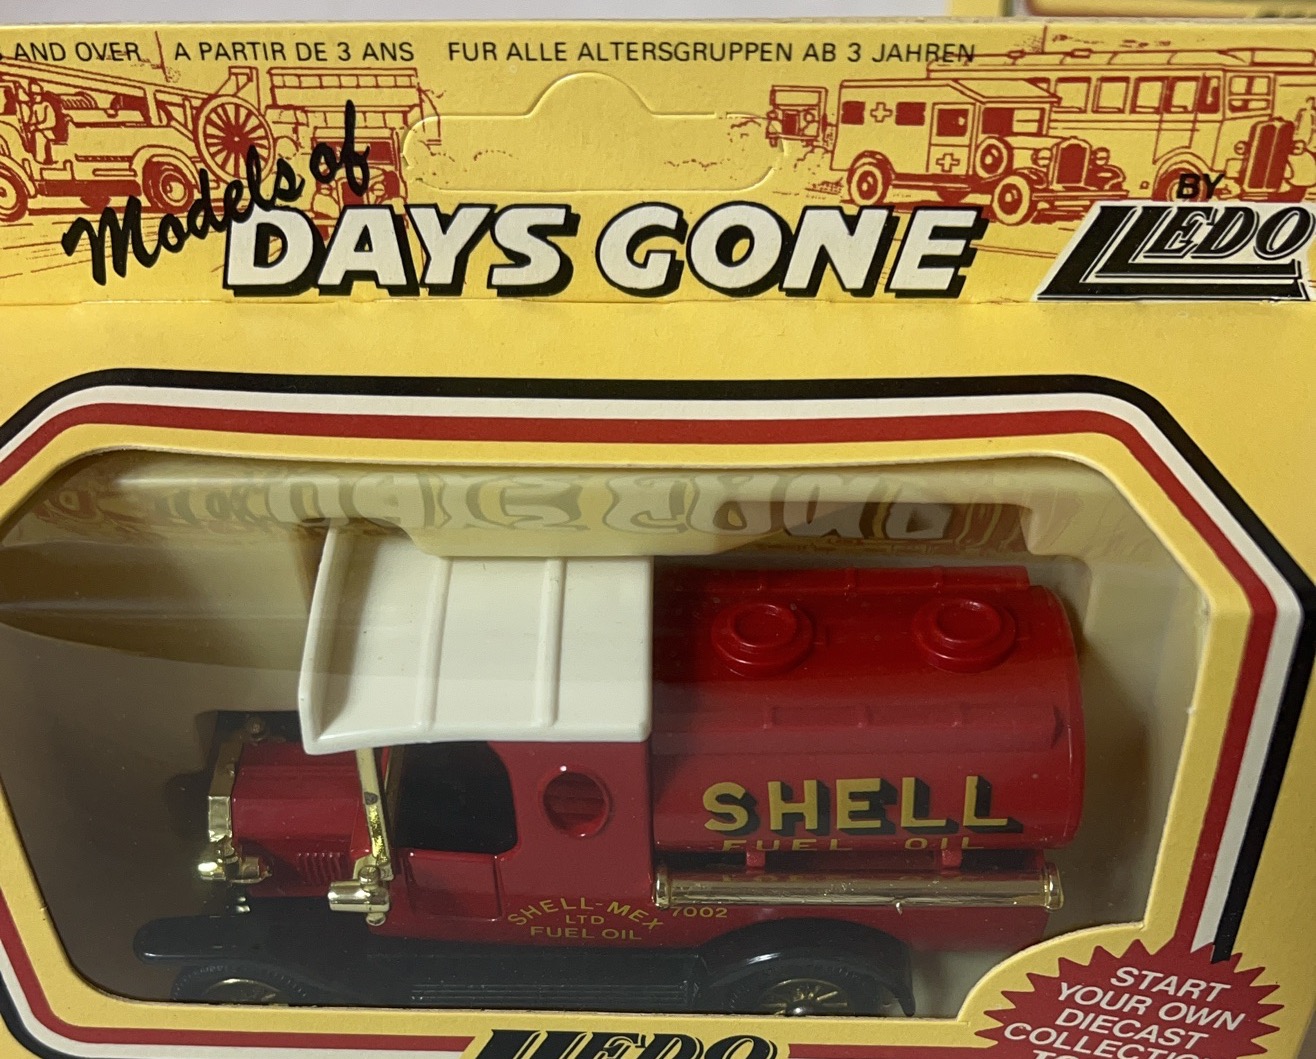 AND OVER A PARTIR DE 3 ANS FUR ALLE ALTERSGRUPPEN AB 3 JAHREN
Models of
DAYS GONE
BY
LLEDO
SHELL
FUEL OIL
SHELL-MEX
LTD
FUEL OIL
7002
START
YOUR OWN
DIECAST
LLEDO